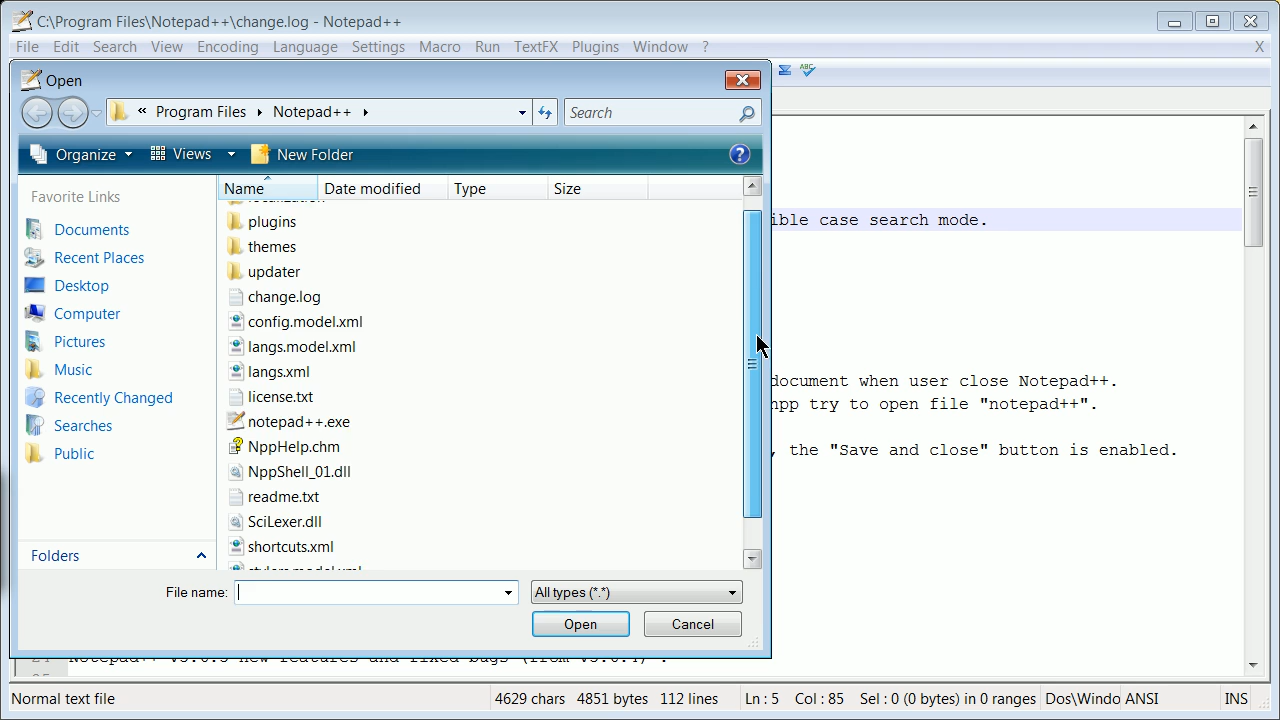 C:\Program Files\Notepad++\change.log - Notepad++
File Edit Search View Encoding Language Settings Macro Run TextFX Plugins Window ? X
Open
ABC
« Program Files Notepad++ Search
Organize Views New Folder ?
Favorite Links
Documents
Recent Places
Desktop
Computer
Pictures
Music
Recently Changed
Searches
Public
Folders
Name Date modified Type Size
localization
plugins
themes
updater
change.log
config.model.xml
langs.model.xml
langs.xml
license.txt
notepad++.exe
NppHelp.chm
NppShell_01.dll
readme.txt
SciLexer.dll
shortcuts.xml
stylers.model.xml
File name: All types (*.*)
Open Cancel
ible case search mode.
document when user close Notepad++.
npp try to open file "notepad++".
, the "Save and close" button is enabled.
Normal text file 4629 chars 4851 bytes 112 lines Ln : 5 Col : 85 Sel : 0 (0 bytes) in 0 ranges Dos\Windo ANSI INS